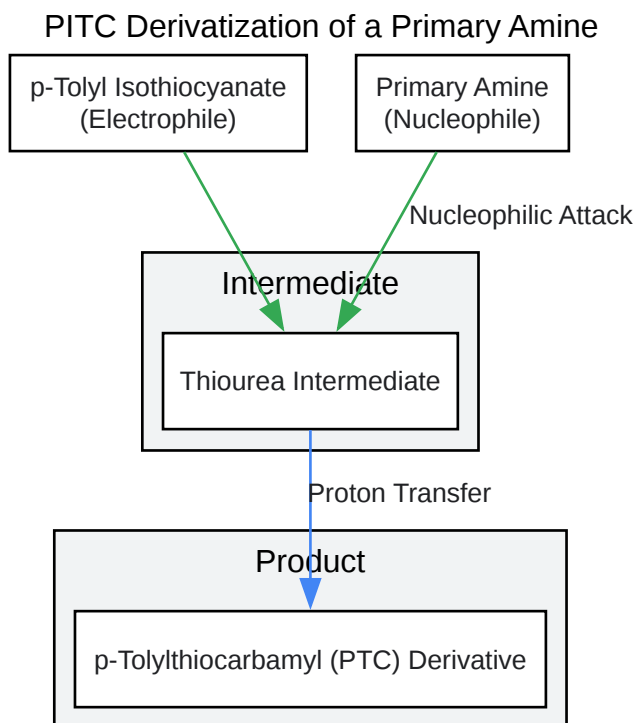 PITC Derivatization of a Primary Amine
p-Tolyl Isothiocyanate
(Electrophile)
Primary Amine
(Nucleophile)
Nucleophilic Attack
Intermediate
Thiourea Intermediate
Proton Transfer
Product
p-Tolylthiocarbamyl (PTC) Derivative